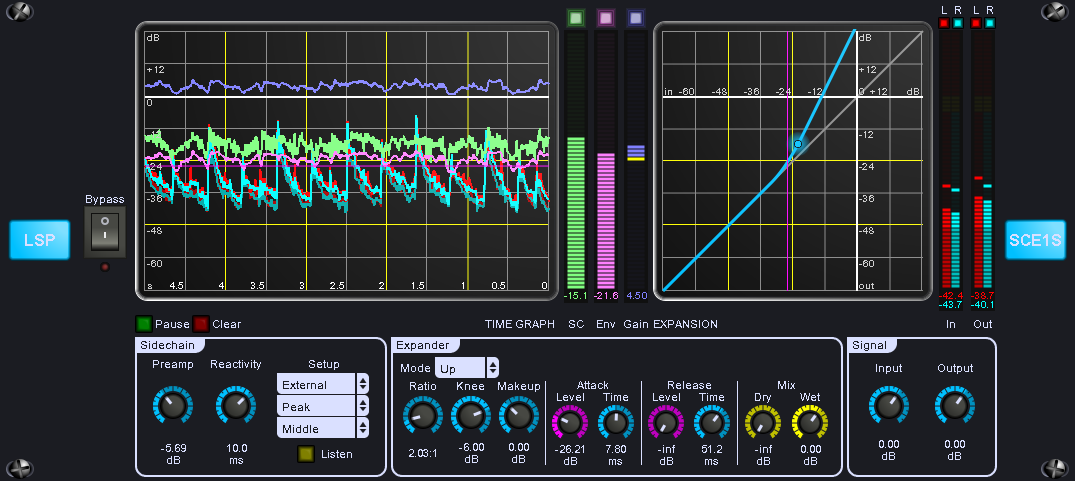 L R L R
dB
+12
0
-12
-24
-36
-48
-60
s 4.5 4 3.5 3 2.5 2 1.5 1 0.5 0
dB
in -60 -48 -36 -24 -12 0 +12 dB
-12
-24
-36
-48
-60
out
Bypass
LSP
SCE1S
-15.1 -21.6 4.50
-42.4 -38.7
-43.7 -40.1
Pause Clear TIME GRAPH SC Env Gain EXPANSION In Out
Sidechain
Preamp Reactivity Setup
External
Peak
Middle
Listen
-5.69 10.0
dB ms
Expander
Mode Up
Ratio Knee Makeup Attack Release Mix
Level Time Level Time Dry Wet
2.03:1 -6.00 0.00 -26.21 7.80 -inf 51.2 -inf 0.00
dB dB dB ms dB ms dB dB
Signal
Input Output
0.00 0.00
dB dB